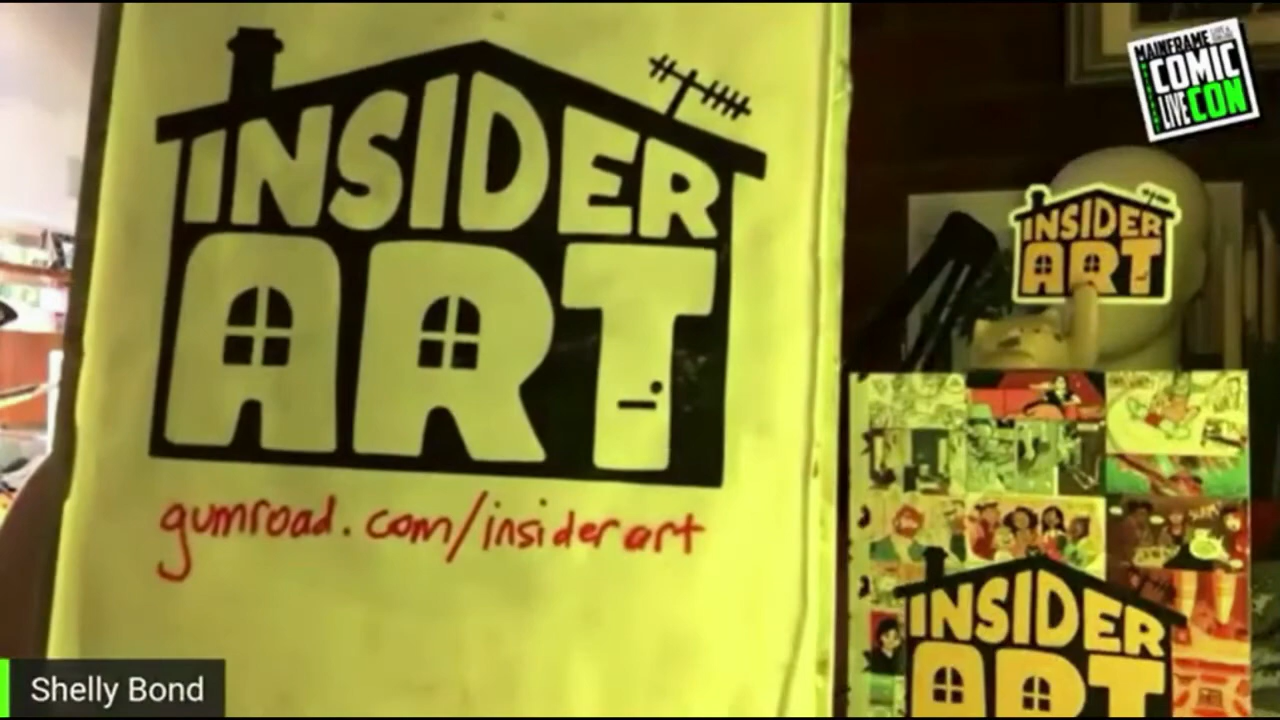 INSIDER
ART
gumroad.com/insiderart
MAINFRAME
COMIC
LIVE CON
INSIDER
ART
INSIDER
ART
Shelly Bond